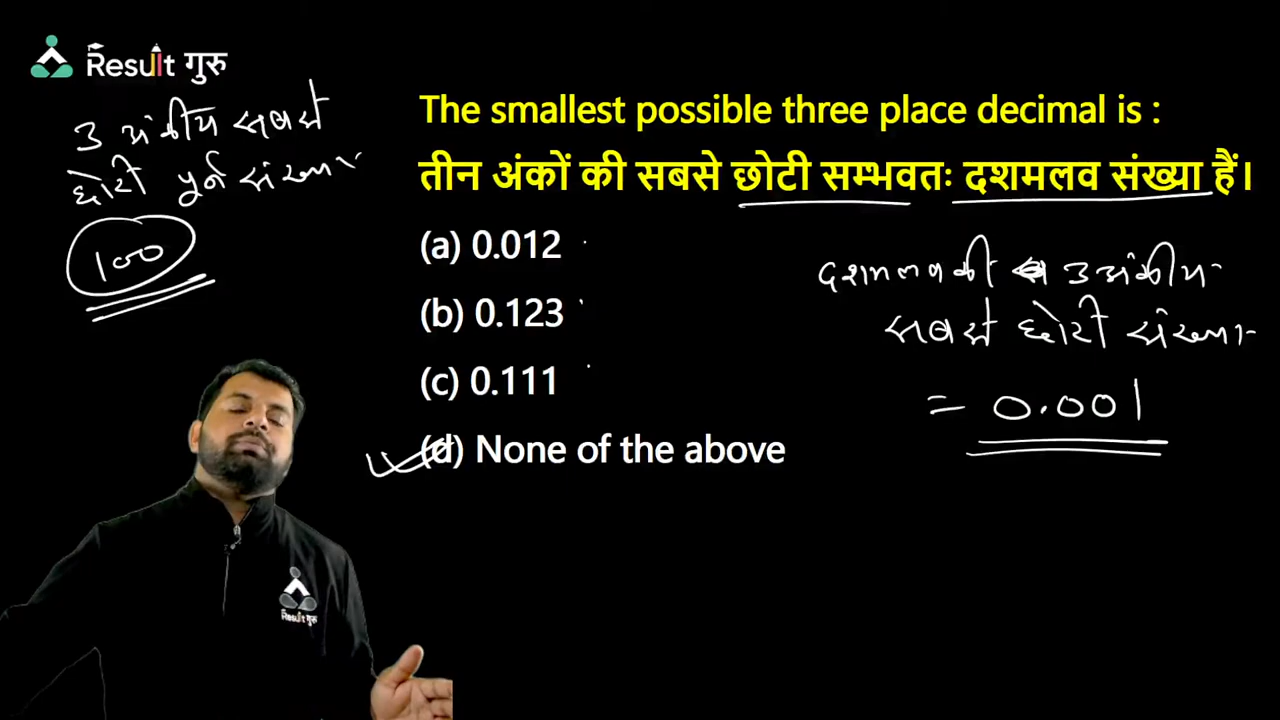 Result गुरु
3 अंकीय सबसे
छोटी पूर्ण संख्या
100
The smallest possible three place decimal is :
तीन अंकों की सबसे छोटी सम्भवतः दशमलव संख्या हैं।
(a) 0.012
(b) 0.123
(c) 0.111
(d) None of the above
दशमलव की 3 अंकीय
सबसे छोटी संख्या
= 0.001
Result गुरु